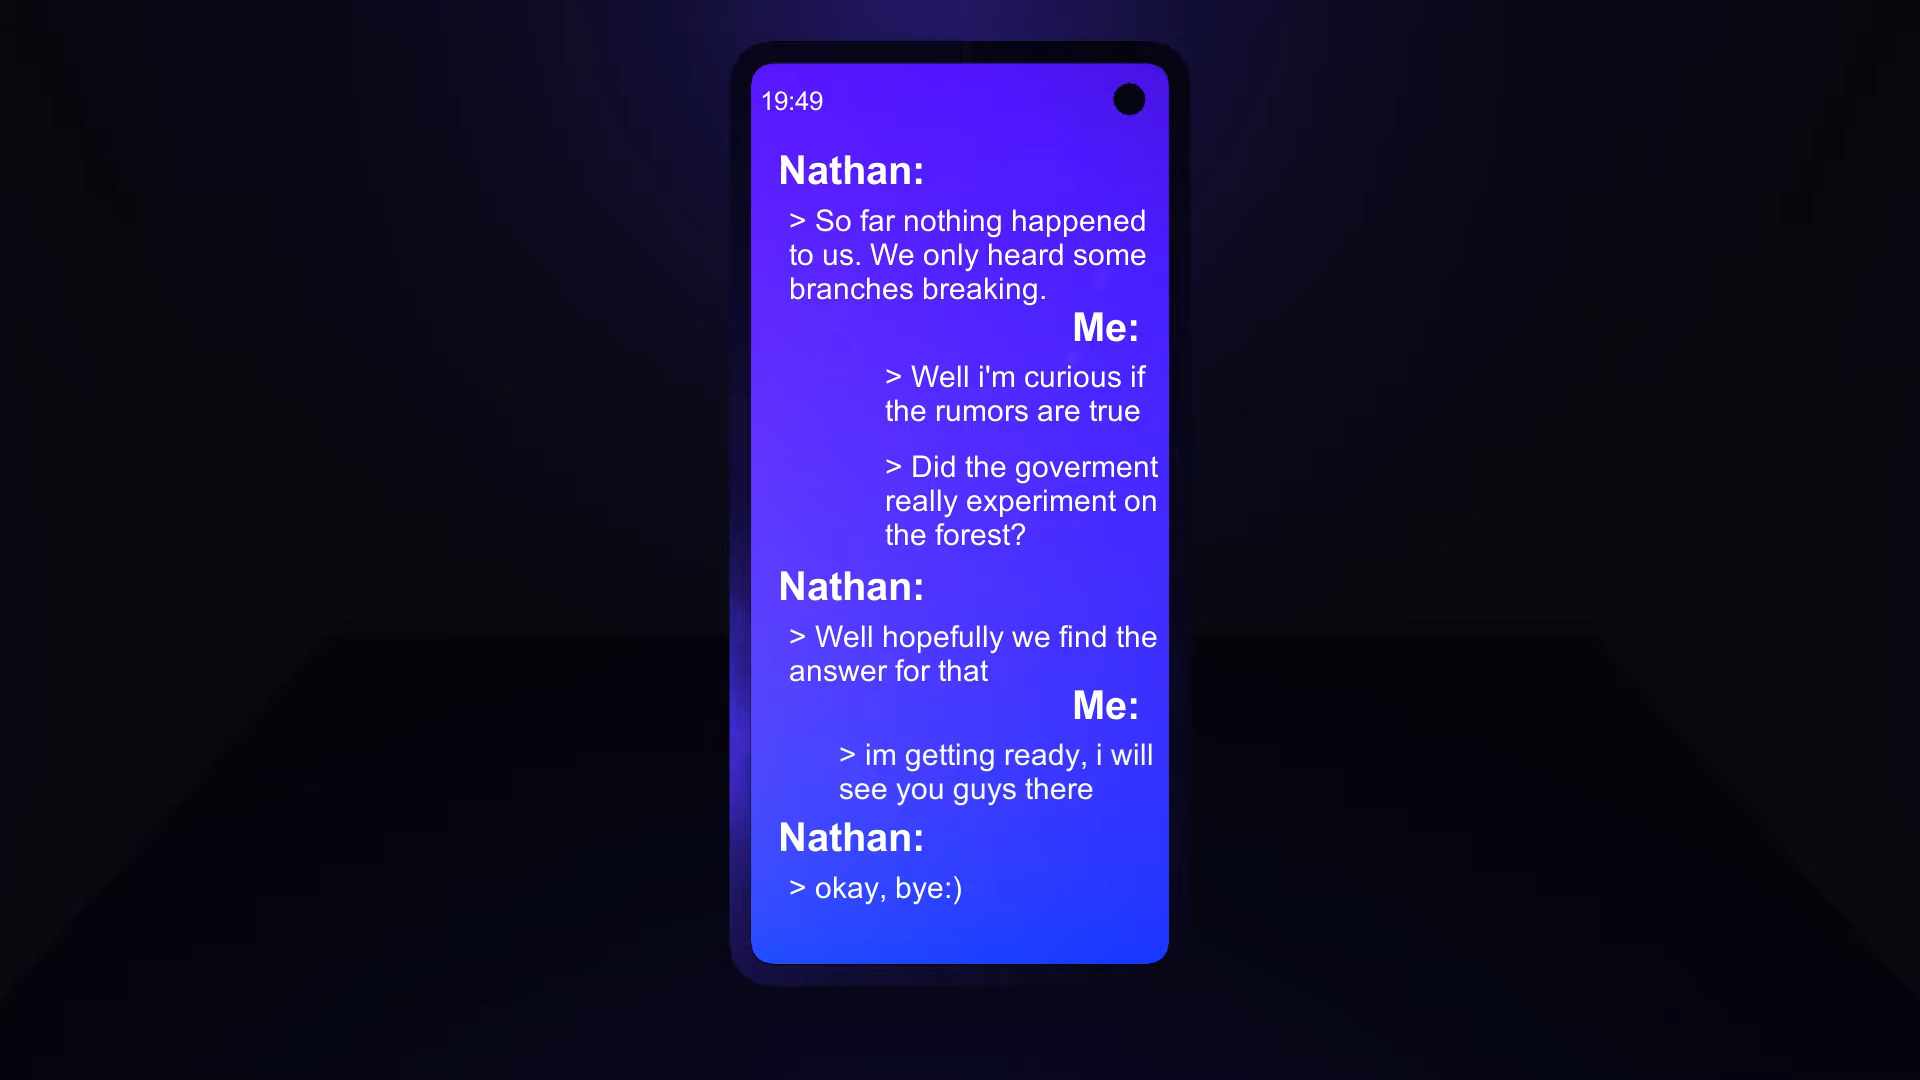 19:49
Nathan:
> So far nothing happened
to us. We only heard some
branches breaking.
Me:
> Well i'm curious if
the rumors are true
> Did the goverment
really experiment on
the forest?
Nathan:
> Well hopefully we find the
answer for that
Me:
> im getting ready, i will
see you guys there
Nathan:
> okay, bye:)